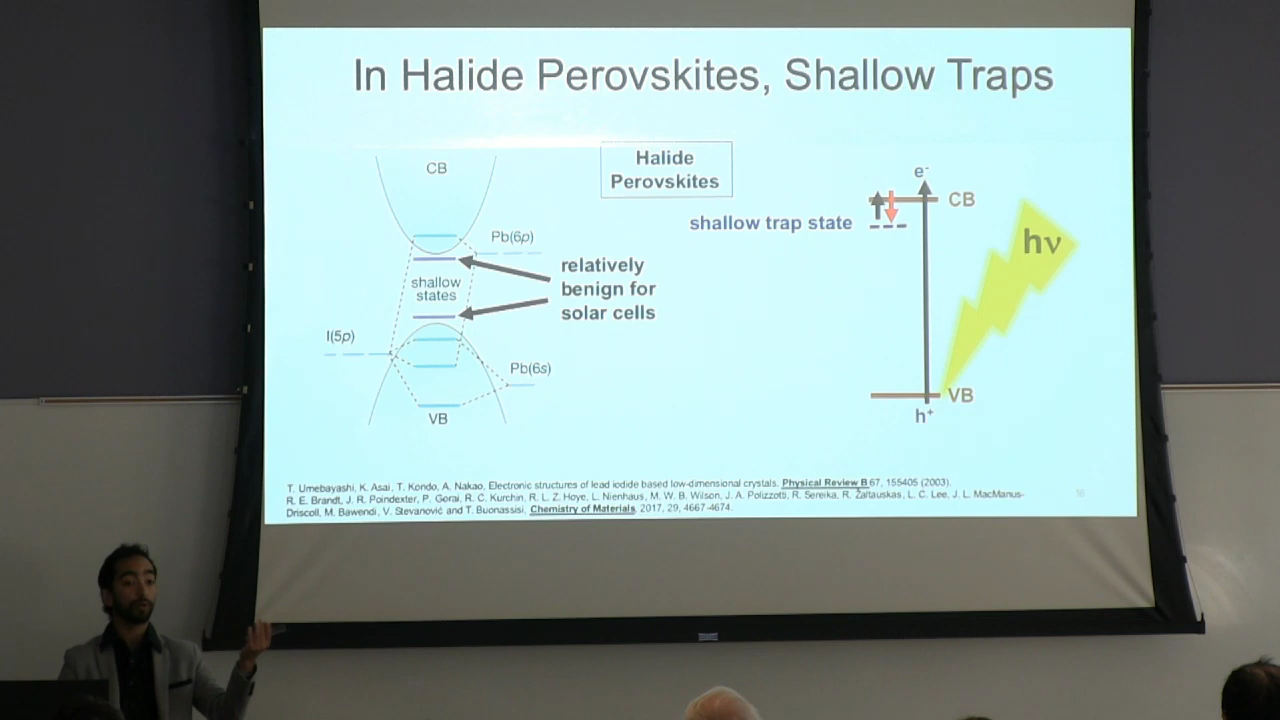 In Halide Perovskites, Shallow Traps
CB
Pb(6p)
shallow
states
I(5p)
Pb(6s)
VB
Halide
Perovskites
relatively
benign for
solar cells
e-
CB
shallow trap state
hν
VB
h+
T. Umebayashi, K. Asai, T. Kondo, A. Nakao, Electronic structures of lead iodide based low-dimensional crystals. Physical Review B 67, 155405 (2003).
R. E. Brandt, J. R. Poindexter, P. Gorai, R. C. Kurchin, R. L. Z. Hoye, L. Nienhaus, M. W. B. Wilson, J. A. Polizzotti, R. Sereika, R. Žaltauskas, L. C. Lee, J. L. MacManus-
Driscoll, M. Bawendi, V. Stevanović and T. Buonassisi, Chemistry of Materials, 2017, 29, 4667-4674.